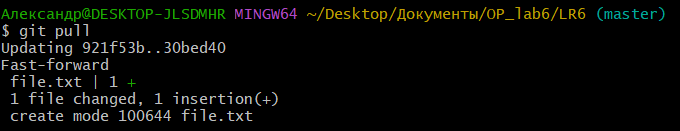 Александр@DESKTOP-JLSDMHR MINGW64 ~/Desktop/Документы/OP_lab6/LR6 (master)
$ git pull
Updating 921f53b..30bed40
Fast-forward
 file.txt | 1 +
 1 file changed, 1 insertion(+)
 create mode 100644 file.txt